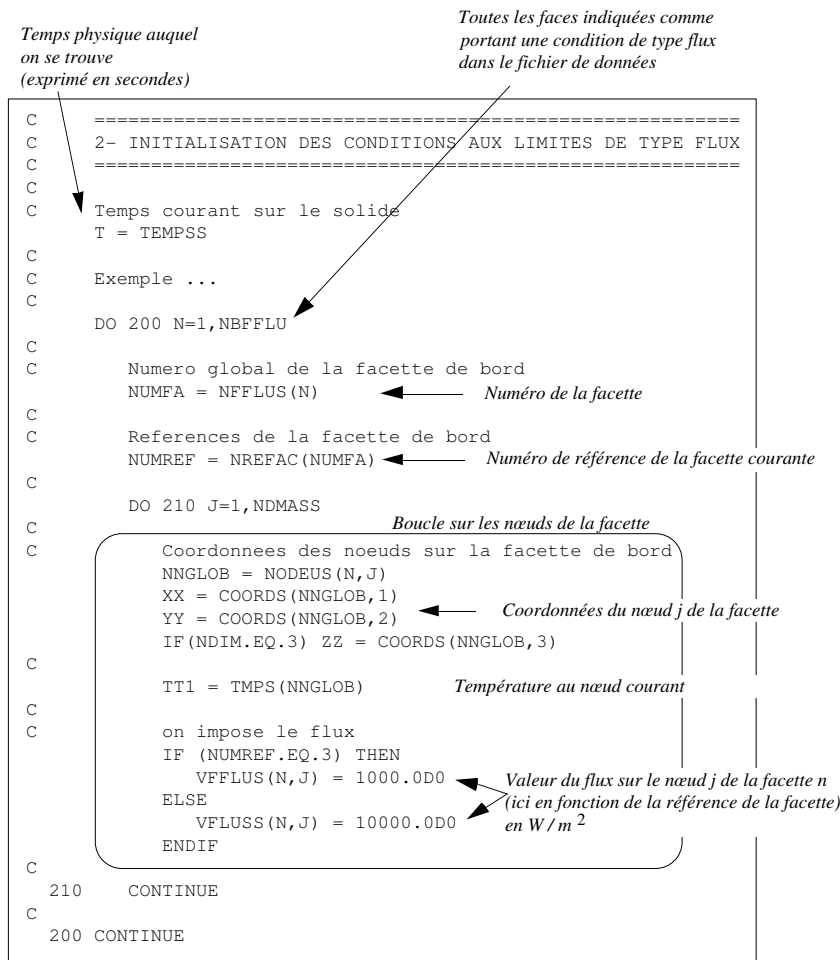 Temps physique auquel
on se trouve
(exprimé en secondes)
Toutes les faces indiquées comme
portant une condition de type flux
dans le fichier de données
C =====================================================
C 2- INITIALISATION DES CONDITIONS AUX LIMITES DE TYPE FLUX
C =====================================================
C
C Temps courant sur le solide
T = TEMPSS
C
C Exemple ...
C
DO 200 N=1,NBFFLU
C
C Numero global de la facette de bord
NUMFA = NFFLUS(N) Numéro de la facette
C
C References de la facette de bord
NUMREF = NREFAC(NUMFA) Numéro de référence de la facette courante
C
DO 210 J=1,NDMASS
C Boucle sur les nœuds de la facette
C Coordonnees des noeuds sur la facette de bord
NNGLOB = NODEUS(N,J)
XX = COORDS(NNGLOB,1)
YY = COORDS(NNGLOB,2) Coordonnées du nœud j de la facette
IF(NDIM.EQ.3) ZZ = COORDS(NNGLOB,3)
C
TT1 = TMPS(NNGLOB) Température au nœud courant
C
C on impose le flux
IF (NUMREF.EQ.3) THEN
VFFLUS(N,J) = 1000.0D0 Valeur du flux sur le nœud j de la facette n
ELSE (ici en fonction de la référence de la facette)
VFLUSS(N,J) = 10000.0D0 en W / m 2
ENDIF
C
210 CONTINUE
C
200 CONTINUE